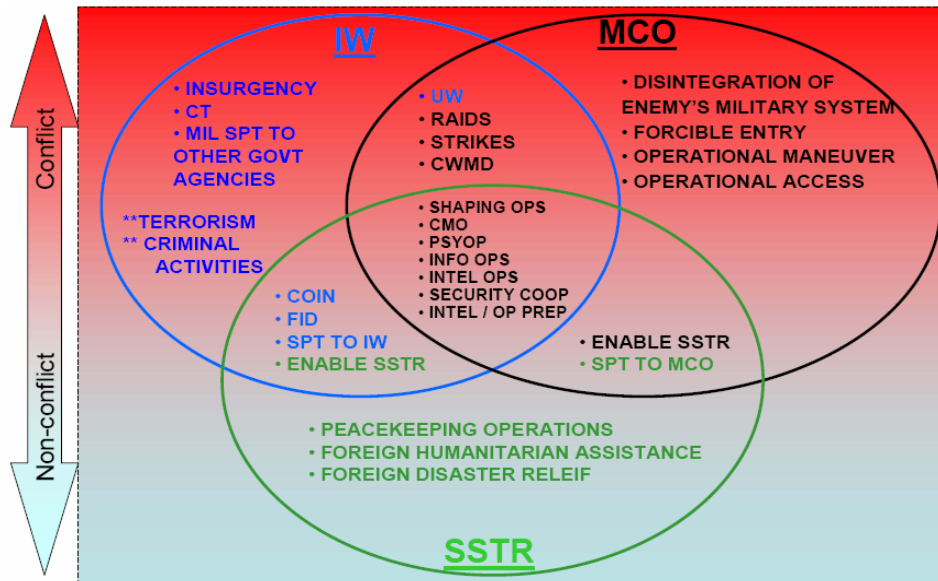 Conflict
Non-conflict
IW
• INSURGENCY
• CT
• MIL SPT TO
OTHER GOVT
AGENCIES
**TERRORISM
** CRIMINAL
ACTIVITIES
• UW
• RAIDS
• STRIKES
• CWMD
MCO
• DISINTEGRATION OF
ENEMY'S MILITARY SYSTEM
• FORCIBLE ENTRY
• OPERATIONAL MANEUVER
• OPERATIONAL ACCESS
• SHAPING OPS
• CMO
• PSYOP
• INFO OPS
• INTEL OPS
• SECURITY COOP
• INTEL / OP PREP
• COIN
• FID
• SPT TO IW
• ENABLE SSTR
• ENABLE SSTR
• SPT TO MCO
• PEACEKEEPING OPERATIONS
• FOREIGN HUMANITARIAN ASSISTANCE
• FOREIGN DISASTER RELEIF
SSTR